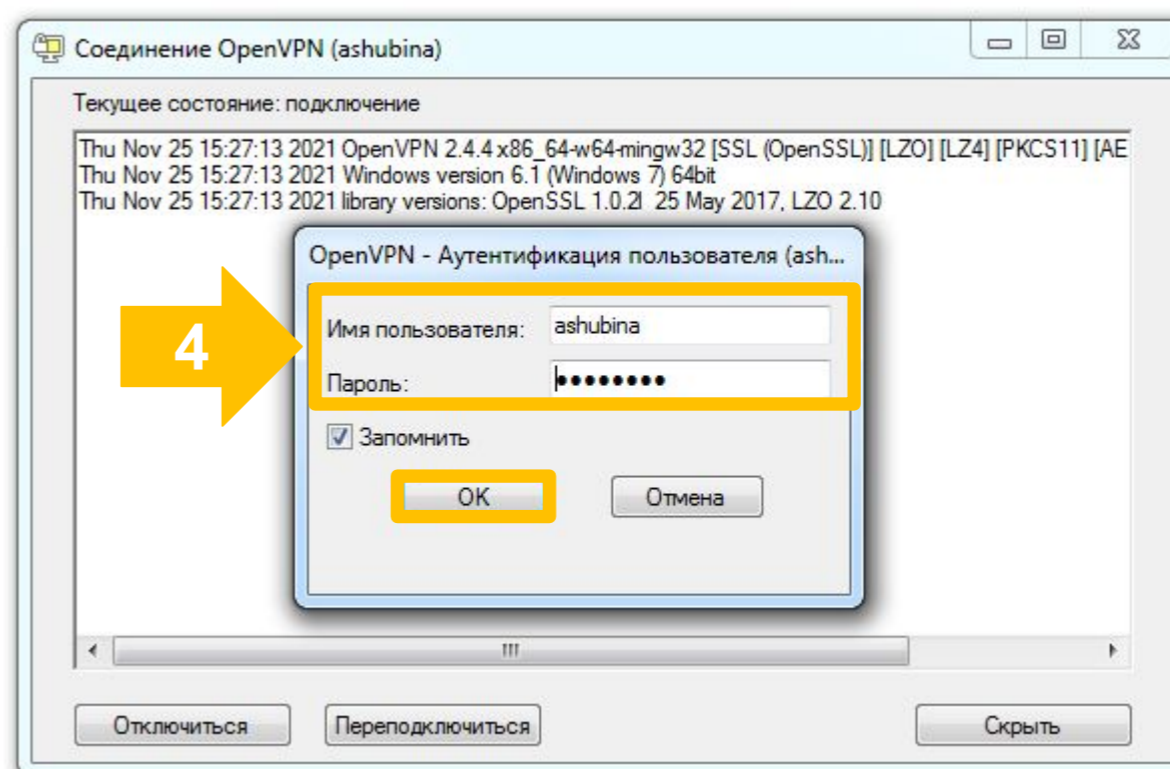 Соединение OpenVPN (ashubina)
Текущее состояние: подключение
Thu Nov 25 15:27:13 2021 OpenVPN 2.4.4 x86_64-w64-mingw32 [SSL (OpenSSL)] [LZO] [LZ4] [PKCS11] [AE
Thu Nov 25 15:27:13 2021 Windows version 6.1 (Windows 7) 64bit
Thu Nov 25 15:27:13 2021 library versions: OpenSSL 1.0.2l 25 May 2017, LZO 2.10
OpenVPN - Аутентификация пользователя (ash...
4
Имя пользователя: ashubina
Пароль: ••••••••
Запомнить
OK Отмена
Отключиться Переподключиться Скрыть